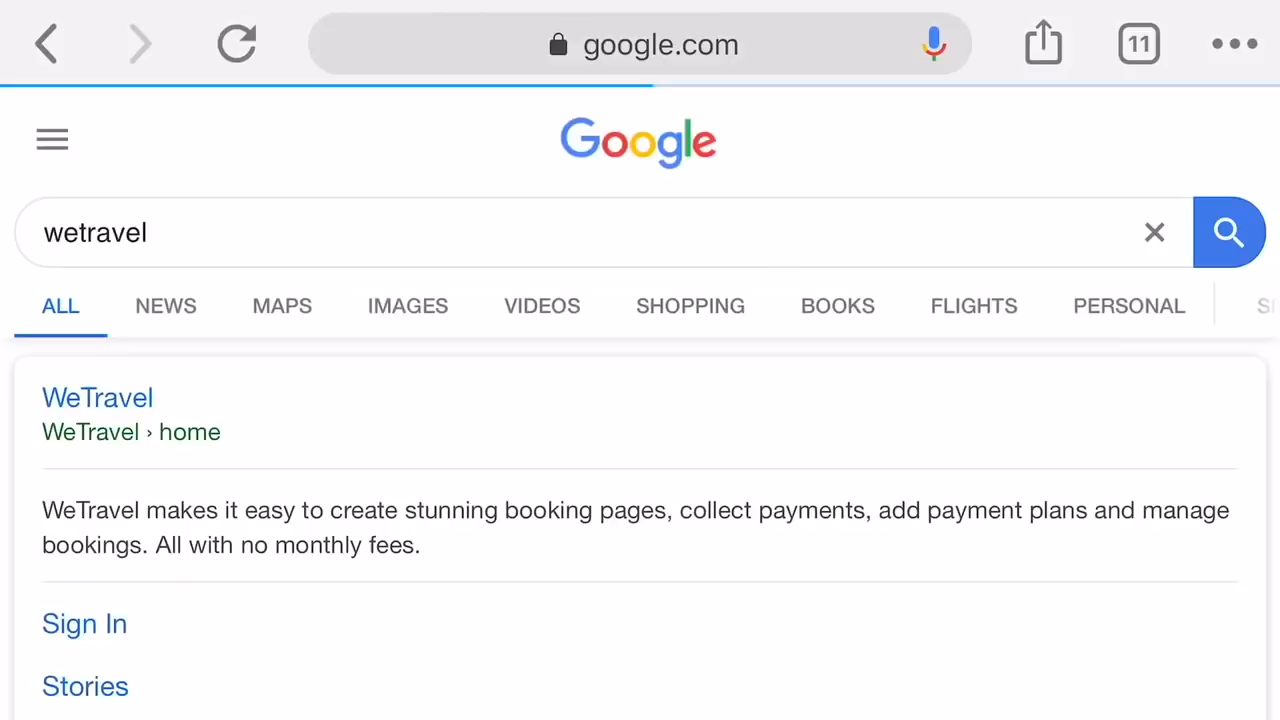 google.com
11
Google
wetravel
ALL NEWS MAPS IMAGES VIDEOS SHOPPING BOOKS FLIGHTS PERSONAL
WeTravel
WeTravel › home
WeTravel makes it easy to create stunning booking pages, collect payments, add payment plans and manage
bookings. All with no monthly fees.
Sign In
Stories